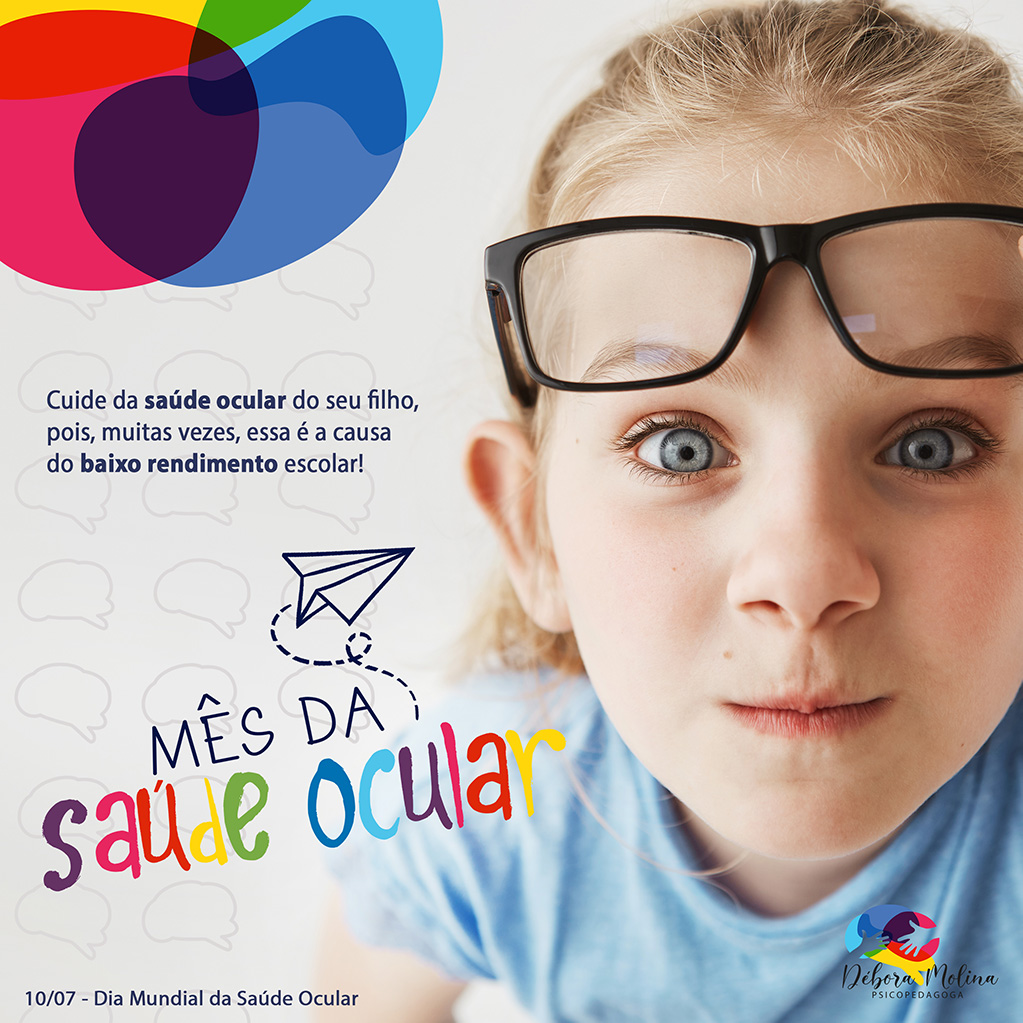 Cuide da saúde ocular do seu filho,
pois, muitas vezes, essa é a causa
do baixo rendimento escolar!
MÊS DA
saúde ocular
10/07 - Dia Mundial da Saúde Ocular
Débora Molina
PSICOPEDAGOGA